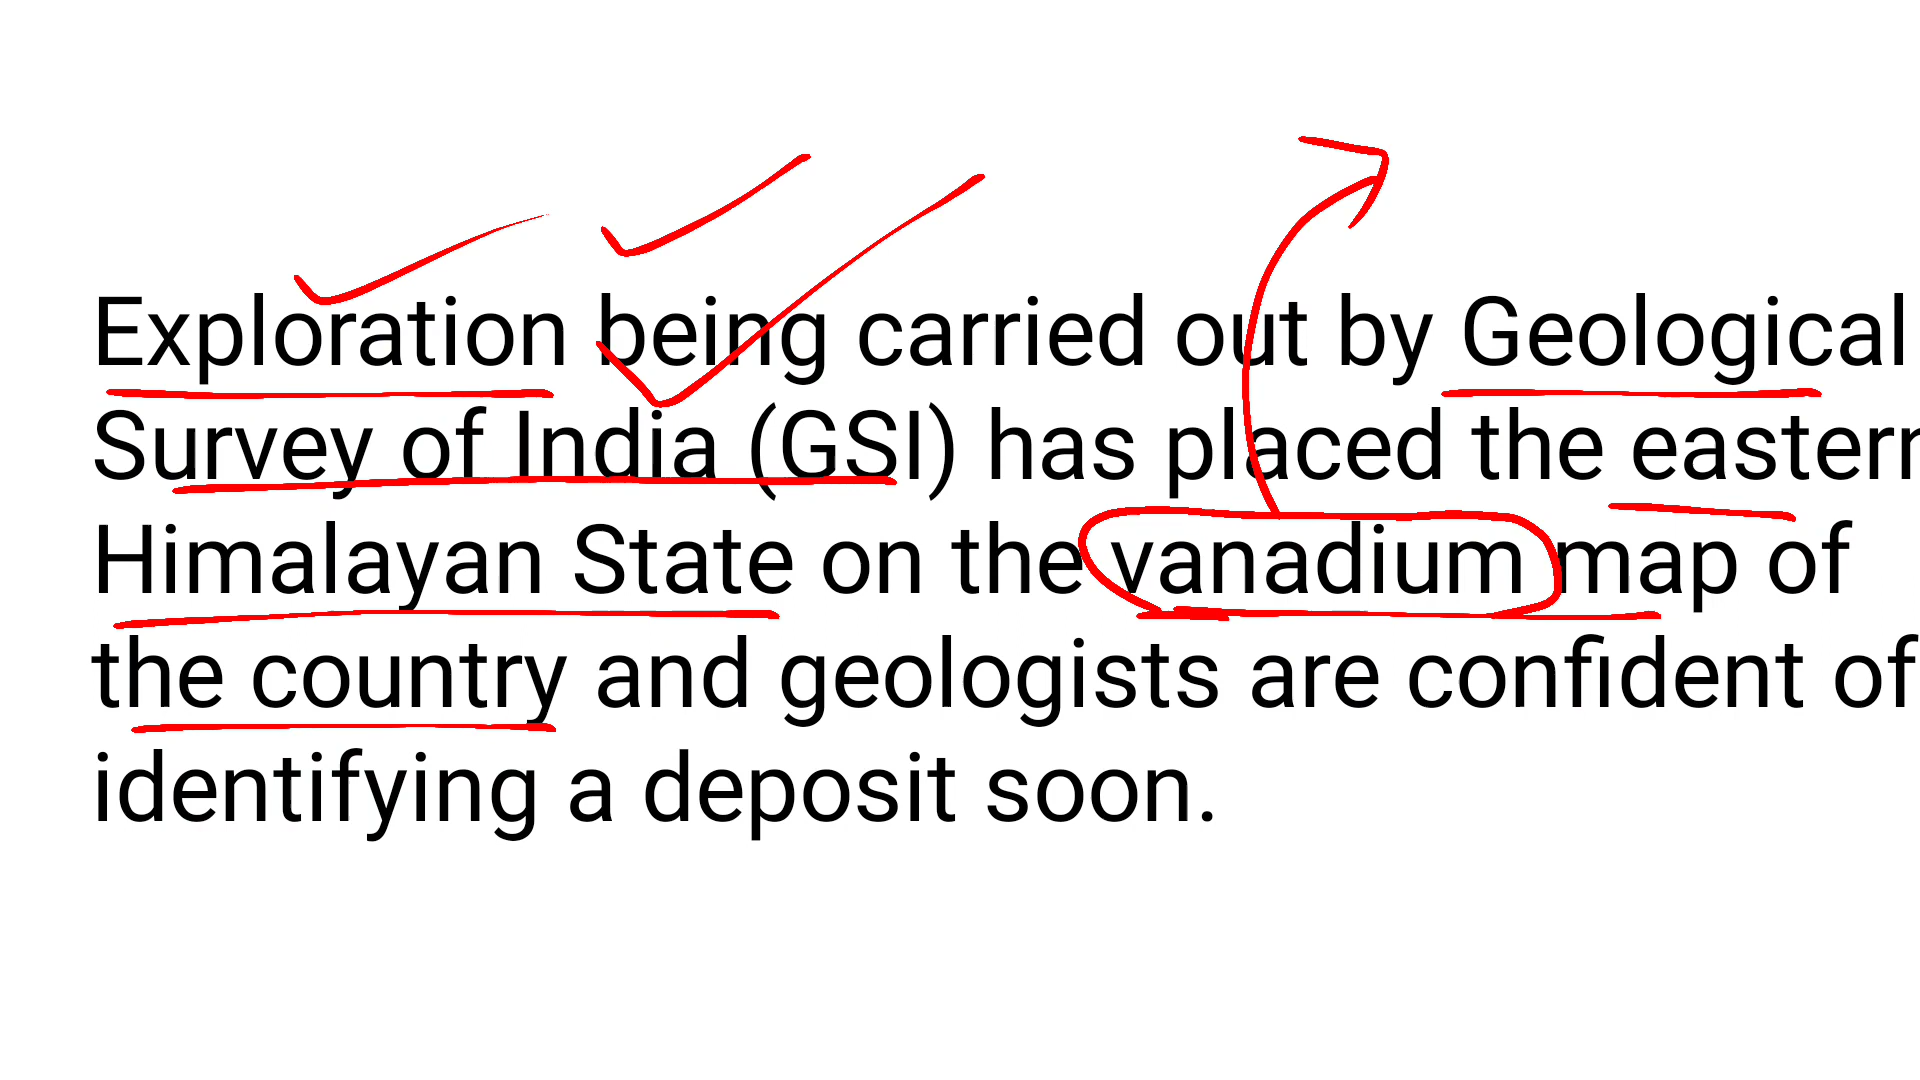 Exploration being carried out by Geological
Survey of India (GSI) has placed the eastern
Himalayan State on the vanadium map of
the country and geologists are confident of
identifying a deposit soon.